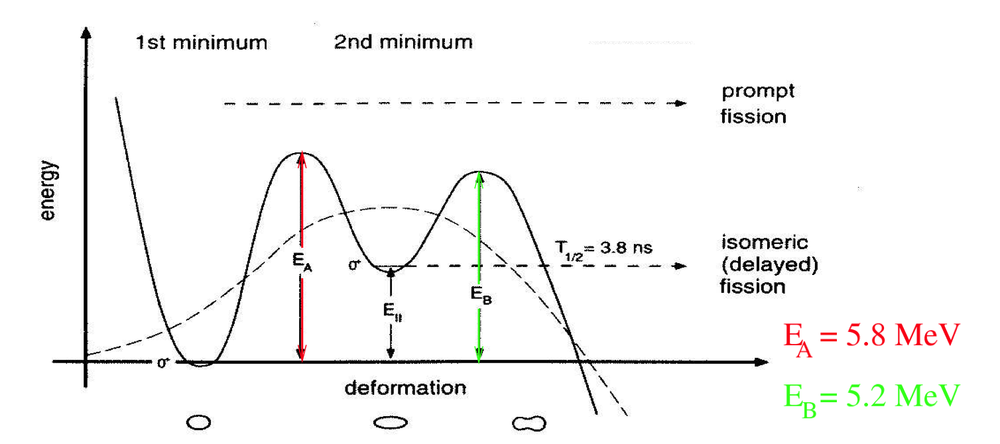 1st minimum
2nd minimum
prompt
fission
energy
E_A
0⁺
T_1/2 = 3.8 ns
isomeric
(delayed)
fission
E_II
E_B
0⁺
deformation
E_A = 5.8 MeV
E_B = 5.2 MeV